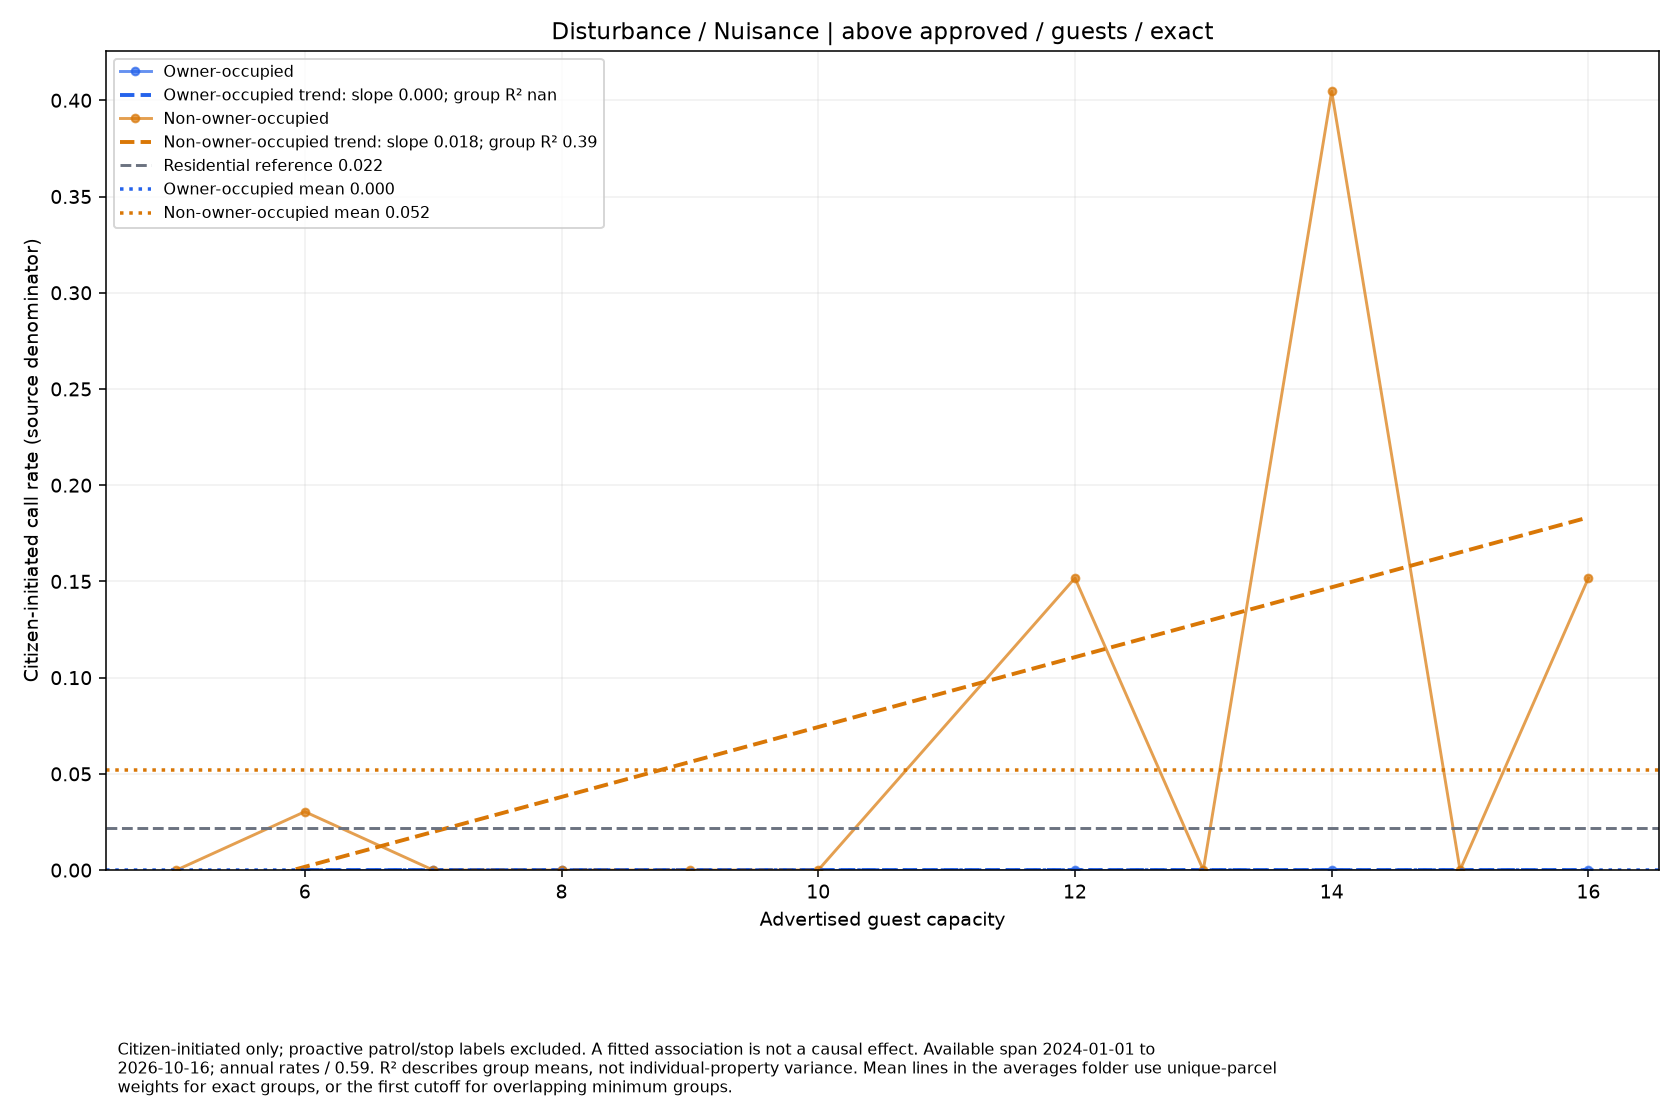 Disturbance / Nuisance | above approved / guests / exact
Owner-occupied
Owner-occupied trend: slope 0.000; group R² nan
Non-owner-occupied
Non-owner-occupied trend: slope 0.018; group R² 0.39
Residential reference 0.022
Owner-occupied mean 0.000
Non-owner-occupied mean 0.052
Citizen-initiated call rate (source denominator)
0.40
0.35
0.30
0.25
0.20
0.15
0.10
0.05
0.00
6 8 10 12 14 16
Advertised guest capacity
Citizen-initiated only; proactive patrol/stop labels excluded. A fitted association is not a causal effect. Available span 2024-01-01 to
2026-10-16; annual rates / 0.59. R² describes group means, not individual-property variance. Mean lines in the averages folder use unique-parcel
weights for exact groups, or the first cutoff for overlapping minimum groups.